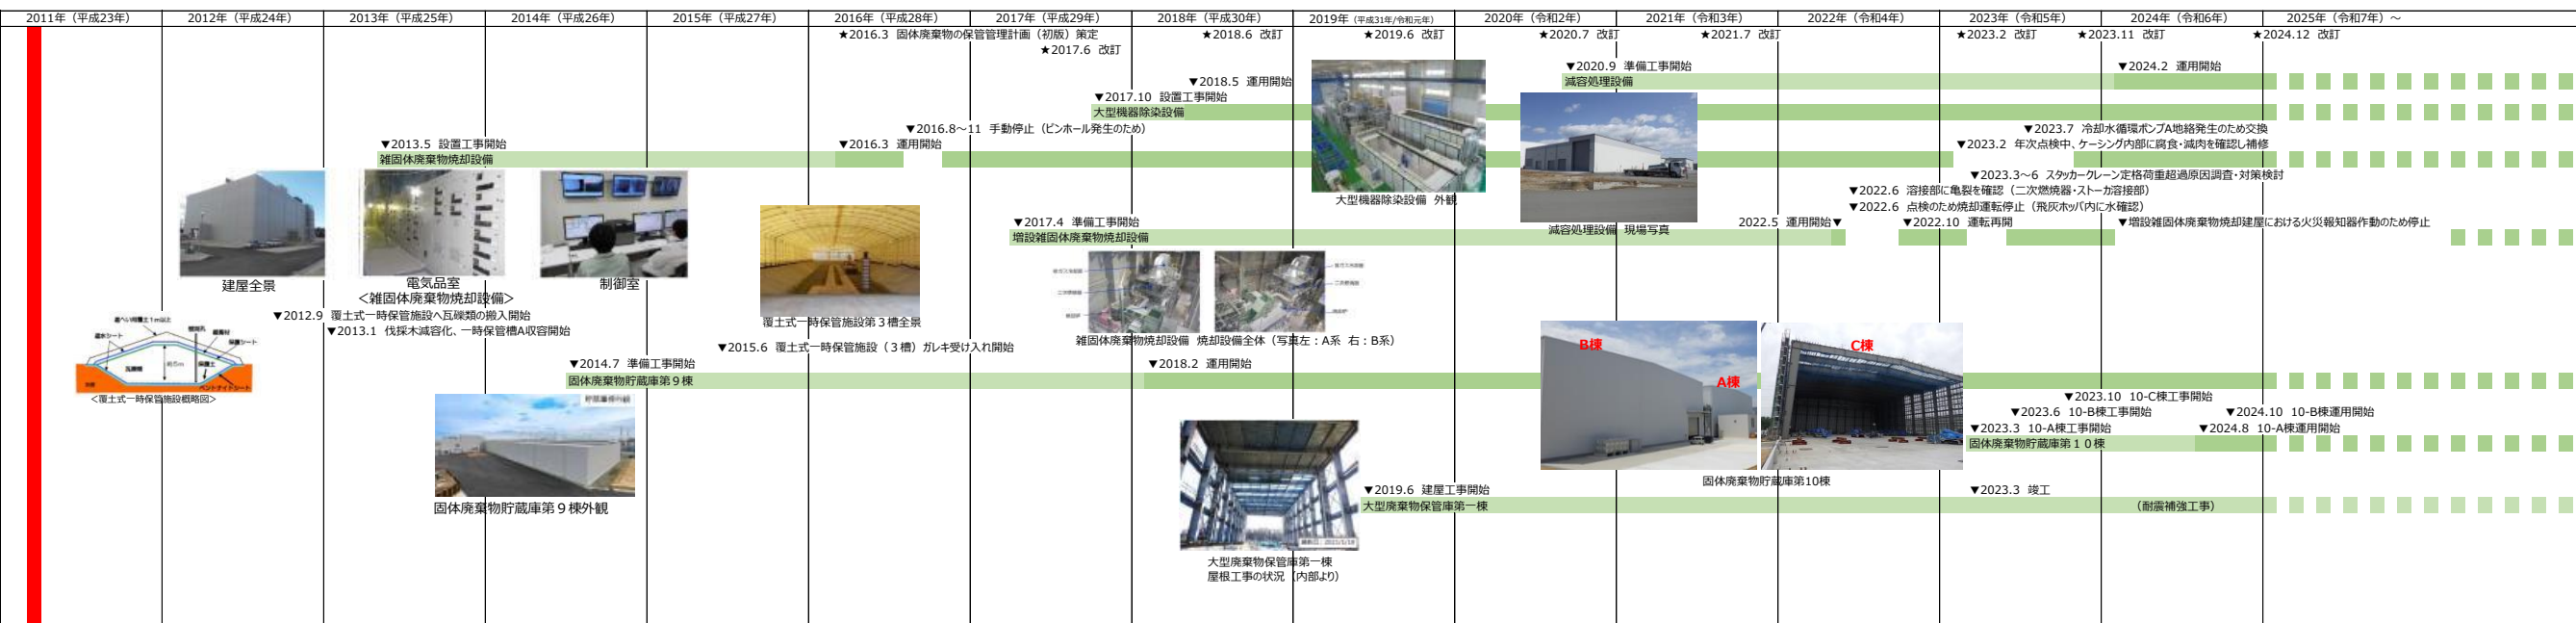 2011年（平成23年） 2012年（平成24年） 2013年（平成25年） 2014年（平成26年） 2015年（平成27年） 2016年（平成28年） 2017年（平成29年） 2018年（平成30年） 2019年（平成31年/令和元年） 2020年（令和2年） 2021年（令和3年） 2022年（令和4年） 2023年（令和5年） 2024年（令和6年） 2025年（令和7年）～
★2016.3 固体廃棄物の保管管理計画（初版）策定 ★2018.6 改訂 ★2019.6 改訂 ★2020.7 改訂 ★2021.7 改訂 ★2023.2 改訂 ★2023.11 改訂 ★2024.12 改訂
★2017.6 改訂
▼2020.9 準備工事開始 ▼2024.2 運用開始
減容処理設備
▼2018.5 運用開始
▼2017.10 設置工事開始
大型機器除染設備
▼2016.8～11 手動停止（ピンホール発生のため）
▼2023.7 冷却水循環ポンプA地絡発生のため交換
▼2013.5 設置工事開始 ▼2016.3 運用開始 ▼2023.2 年次点検中、ケーシング内部に腐食・減肉を確認し補修
雑固体廃棄物焼却設備
▼2023.3～6 スタッカークレーン定格荷重超過原因調査・対策検討
▼2022.6 溶接部に亀裂を確認（二次燃焼器・ストーカ溶接部）
大型機器除染設備 外観
▼2022.6 点検のため焼却運転停止（飛灰ホッパ内に水確認）
▼2017.4 準備工事開始 2022.5 運用開始▼ ▼2022.10 運転再開 ▼増設雑固体廃棄物焼却建屋における火災報知器作動のため停止
減容処理設備 現場写真
増設雑固体廃棄物焼却設備
建屋全景 電気品室 制御室
＜雑固体廃棄物焼却設備＞
▼2012.9 覆土式一時保管施設へ瓦礫類の搬入開始
覆土式一時保管施設第３槽全景
▼2013.1 伐採木減容化、一時保管槽A収容開始
遮水シート
保護シート
瓦礫類
保護土
ベントナイトシート
＜覆土式一時保管施設概略図＞
雑固体廃棄物焼却設備 焼却設備全体（写真左：A系 右：B系）
▼2015.6 覆土式一時保管施設（３槽）ガレキ受け入れ開始
B棟
C棟
A棟
▼2014.7 準備工事開始 ▼2018.2 運用開始
固体廃棄物貯蔵庫第９棟
▼2023.10 10-C棟工事開始
▼2023.6 10-B棟工事開始 ▼2024.10 10-B棟運用開始
▼2023.3 10-A棟工事開始 ▼2024.8 10-A棟運用開始
固体廃棄物貯蔵庫第１０棟
固体廃棄物貯蔵庫第10棟
▼2019.6 建屋工事開始 ▼2023.3 竣工
大型廃棄物保管庫第一棟 （耐震補強工事）
固体廃棄物貯蔵庫第９棟外観
大型廃棄物保管庫第一棟
屋根工事の状況（内部より）